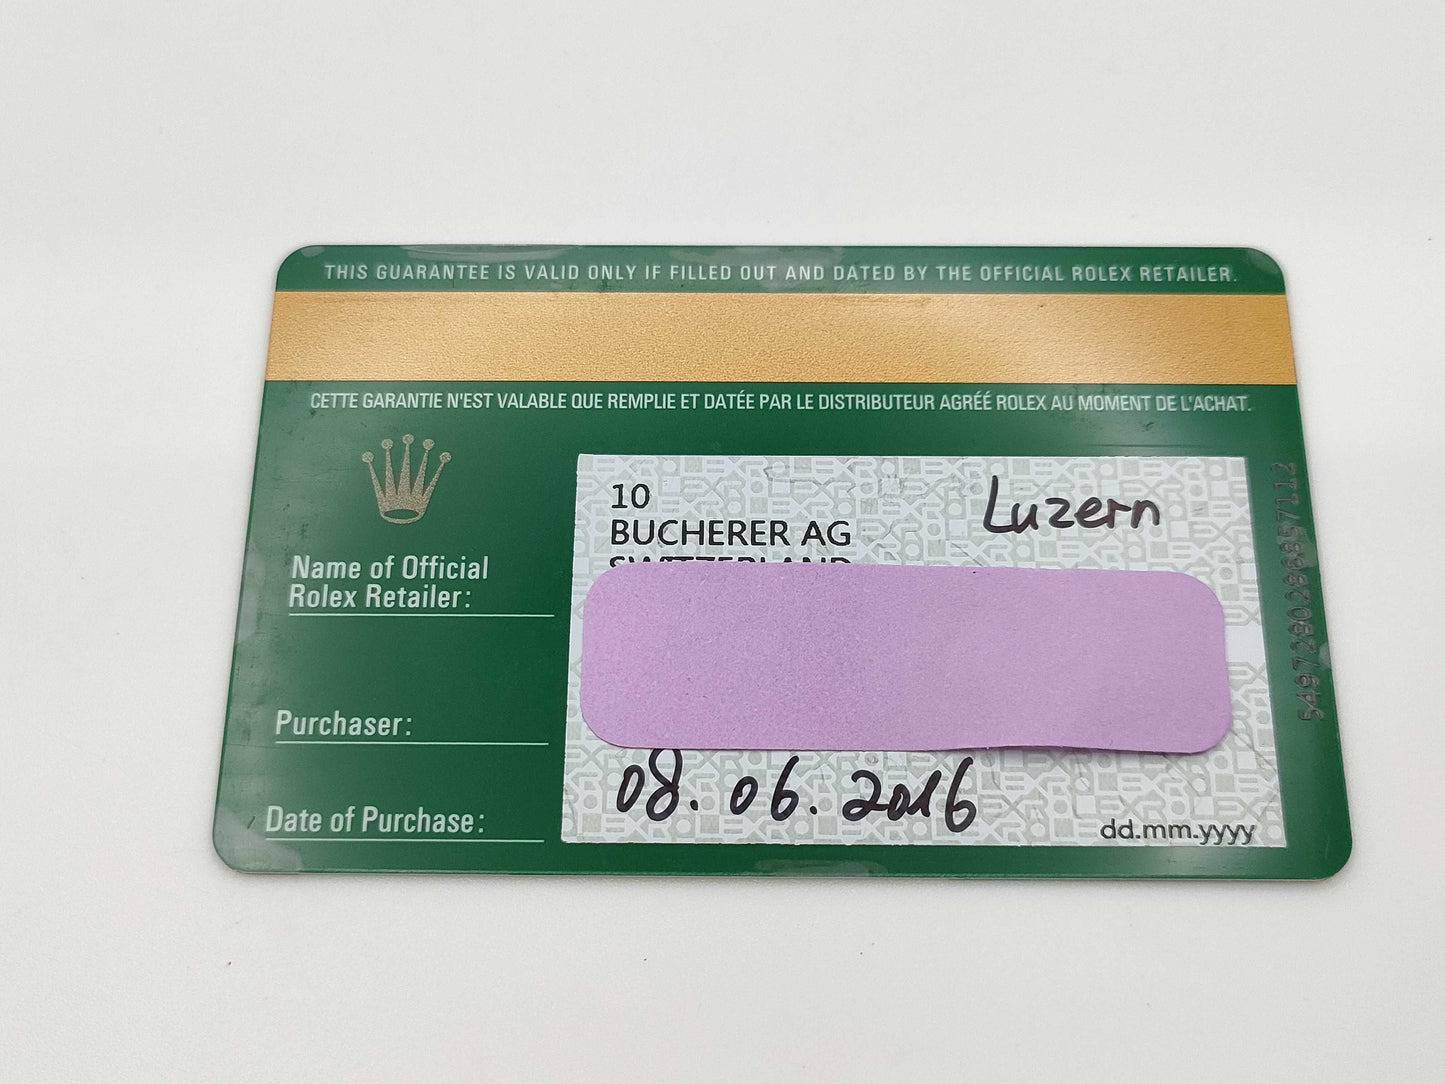 THIS GUARANTEE IS VALID ONLY IF FILLED OUT AND DATED BY THE OFFICIAL ROLEX RETAILER.
CETTE GARANTIE N'EST VALABLE QUE REMPLIE ET DATÉE PAR LE DISTRIBUTEUR AGRÉÉ ROLEX AU MOMENT DE L'ACHAT.
10
BUCHERER AG
SWITZERLAND
Luzern
Name of Official
Rolex Retailer:
Purchaser:
Date of Purchase:
08.06.2016
dd.mm.yyyy